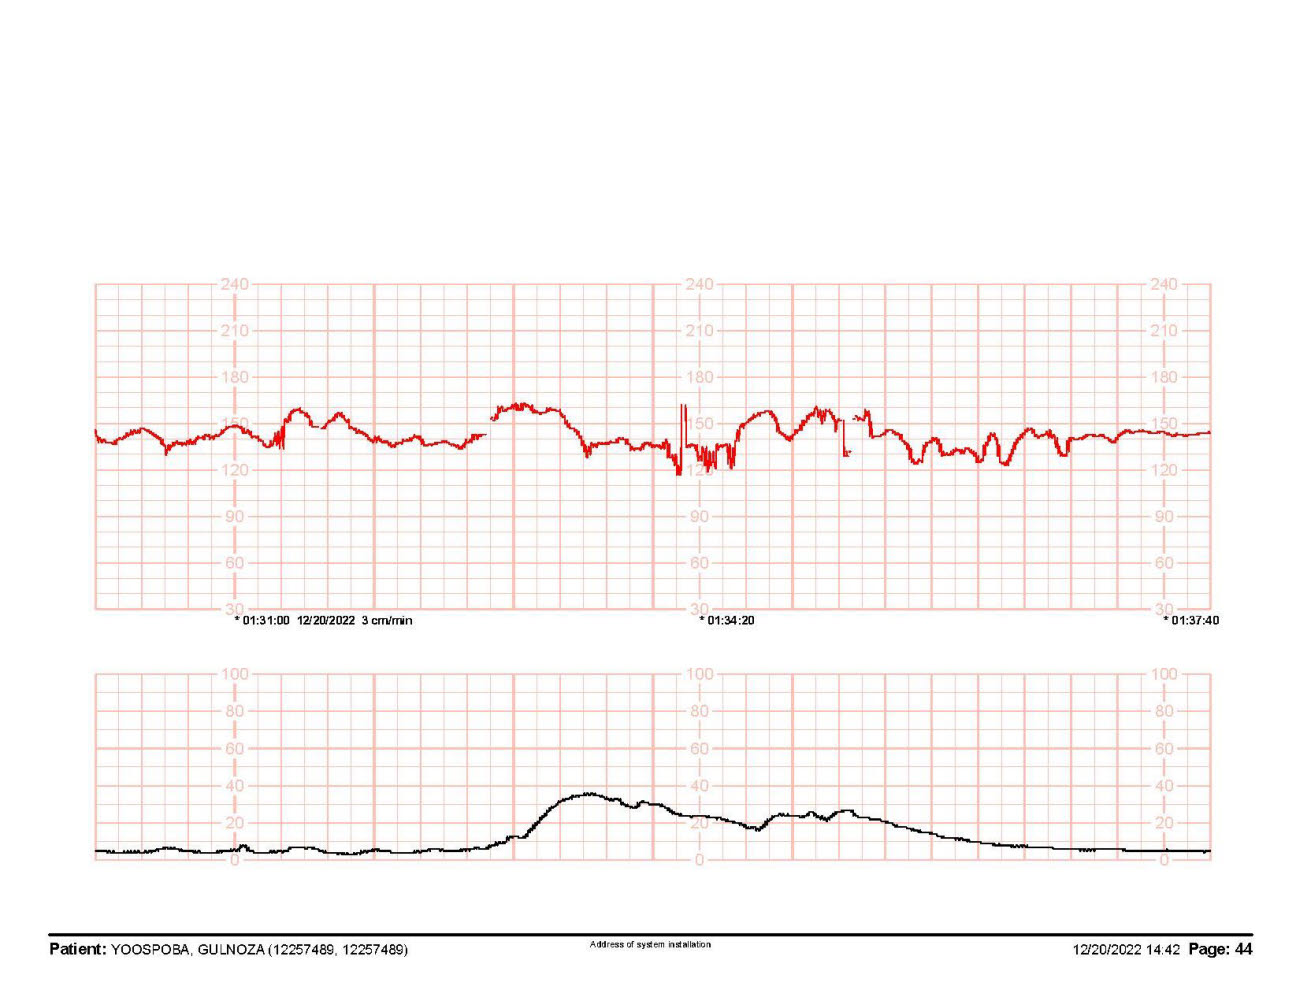 240 240 240
210 210 210
180 180 180
150 150 150
120 120 120
90 90 90
60 60 60
30 30 30
* 01:31:00 12/20/2022 3 cm/min * 01:34:20 * 01:37:40
100 100 100
80 80 80
60 60 60
40 40 40
20 20 20
0 0 0
Patient: YOOSPOBA, GULNOZA (12257489, 12257489) Address of system installation 12/20/2022 14:42 Page: 44